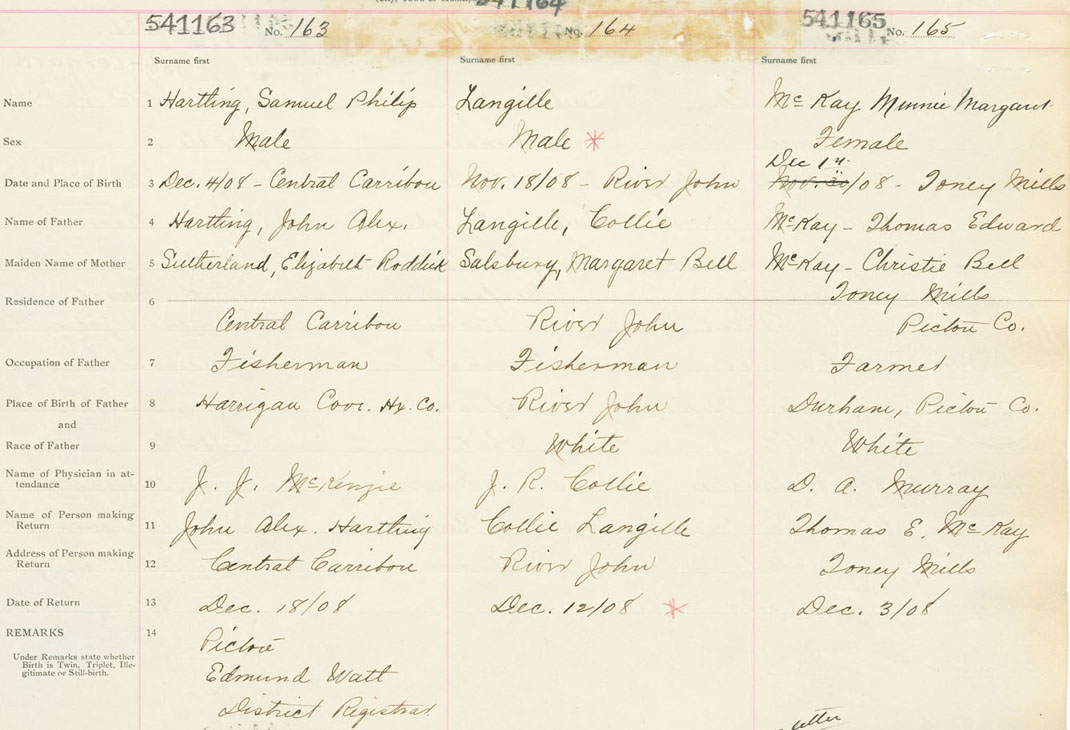 541163 No. 163 541164 No. 164 541165 No. 165
Surname first Surname first Surname first
Name 1 Hartling, Samuel Philip Langille McKay Minnie Margaret
Sex 2 Male Male * Female
Dec 1st
Date and Place of Birth 3 Dec. 4/08 - Central Carribou Nov. 18/08 - River John Nov. 30/08 - Toney Mills
Name of Father 4 Hartling, John Alex. Langille, Collie McKay - Thomas Edward
Maiden Name of Mother 5 Sutherland, Elizabeth Roddick Salsbury, Margaret Bell McKay - Christie Bell
Residence of Father 6 Toney Mills
Central Carribou River John Pictou Co.
Occupation of Father 7 Fisherman Fisherman Farmer
Place of Birth of Father 8 Harrigan Cove. Hx. Co. River John Durham, Pictou Co.
and
Race of Father 9 White White
Name of Physician in at-
tendance 10 J. J. McKenzie J. R. Collie D. A. Murray
Name of Person making
Return 11 John Alex. Hartling Collie Langille Thomas E. McKay
Address of Person making
Return 12 Central Carribou River John Toney Mills
Date of Return 13 Dec. 18/08 Dec. 12/08 * Dec. 3/08
REMARKS 14 Pictou
Under Remarks state whether
Birth is Twin, Triplet, Ille-
gitimate or Still-birth.
Edmund Watt
District Registrar